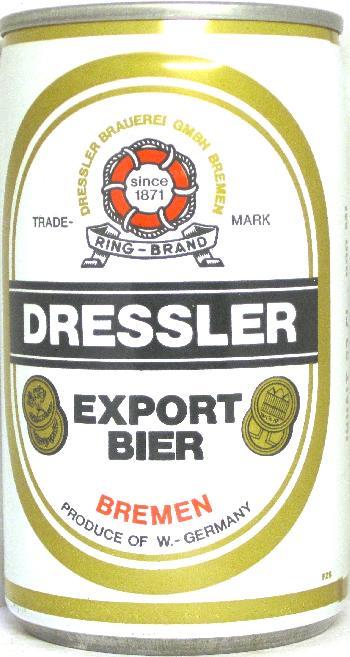 DRESSLER BRAUEREI GMBH BREMEN
since
1871
TRADE- MARK
RING-BRAND
DRESSLER
EXPORT
BIER
BREMEN
PRODUCE OF W.-GERMANY